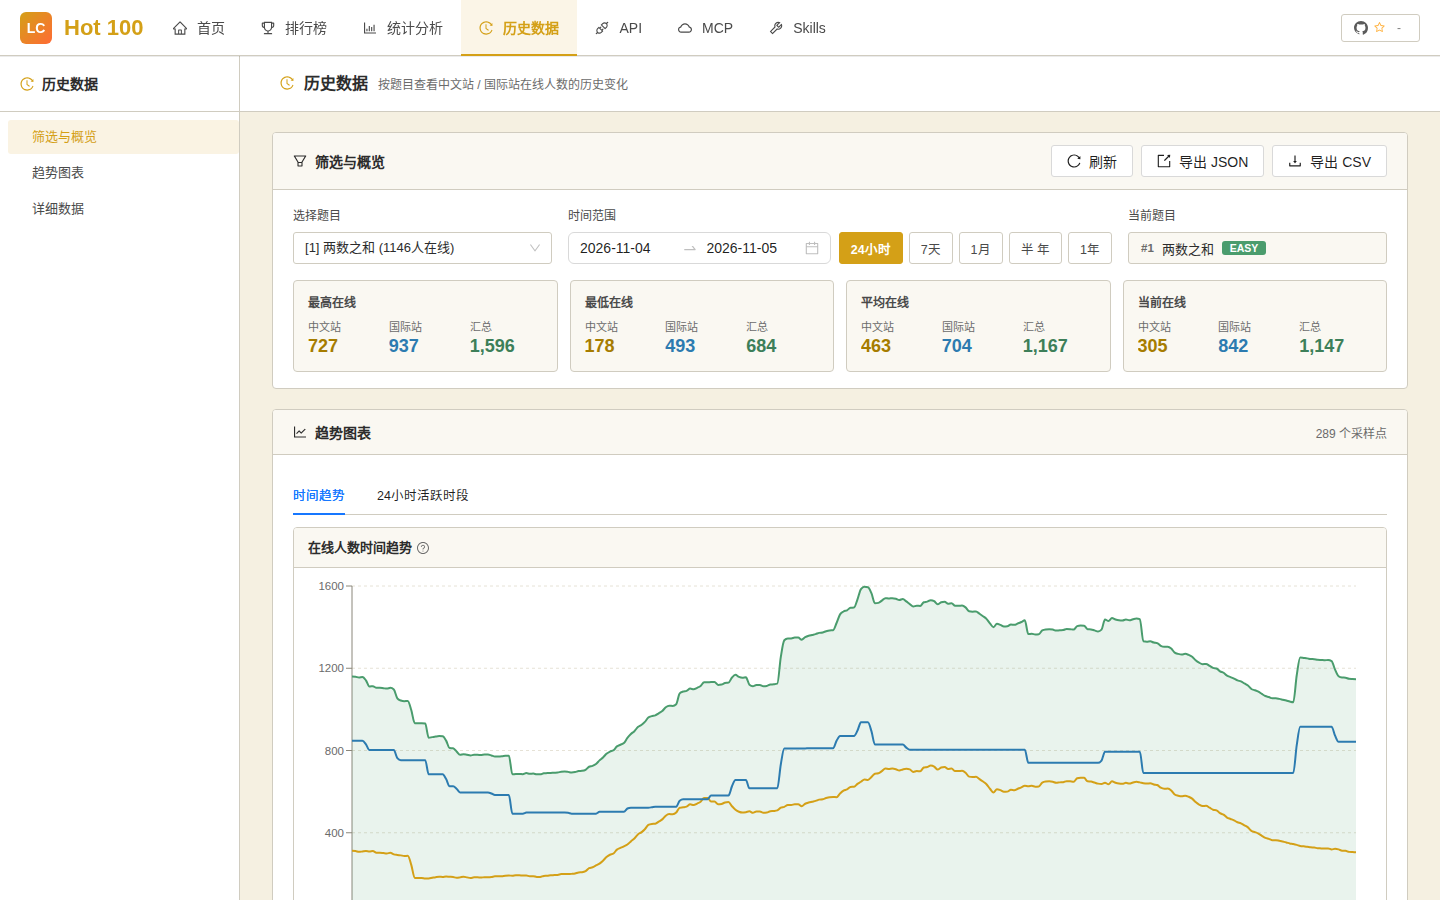 LC Hot 100 首页 排行榜 统计分析 历史数据 API MCP Skills -
历史数据
筛选与概览
趋势图表
详细数据
历史数据 按题目查看中文站 / 国际站在线人数的历史变化
筛选与概览 刷新 导出 JSON 导出 CSV
选择题目 时间范围 当前题目
[1] 两数之和 (1146人在线) 2026-11-04 2026-11-05 24小时 7天 1月 半 年 1年 #1 两数之和 EASY
最高在线 最低在线 平均在线 当前在线
中文站 国际站 汇总 中文站 国际站 汇总 中文站 国际站 汇总 中文站 国际站 汇总
727 937 1,596 178 493 684 463 704 1,167 305 842 1,147
趋势图表 289 个采样点
时间趋势 24小时活跃时段
在线人数时间趋势
1600
1200
800
400